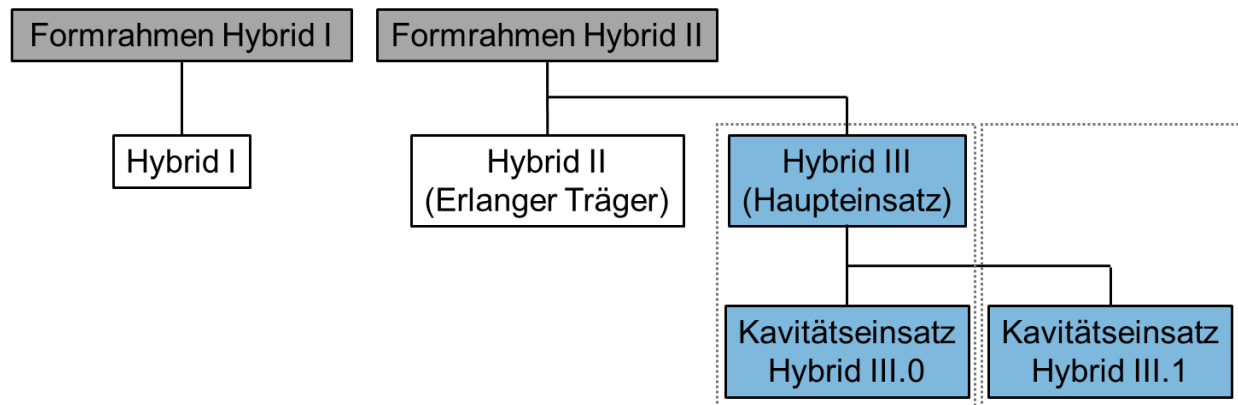 Formrahmen Hybrid I
Formrahmen Hybrid II
Hybrid I
Hybrid II
(Erlanger Träger)
Hybrid III
(Haupteinsatz)
Kavitätseinsatz
Hybrid III.0
Kavitätseinsatz
Hybrid III.1